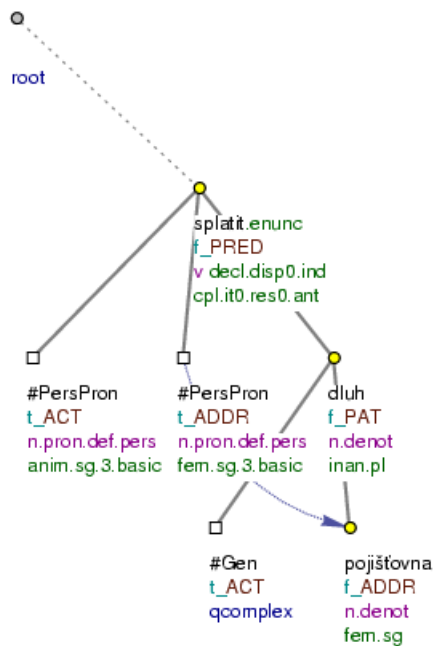 root
splatit.enunc
f_PRED
v decl.disp0.ind
cpl.it0.res0.ant
#PersPron
t_ACT
n.pron.def.pers
anim.sg.3.basic
#PersPron
t_ADDR
n.pron.def.pers
fem.sg.3.basic
dluh
f_PAT
n.denot
inan.pl
#Gen
t_ACT
qcomplex
pojišťovna
f_ADDR
n.denot
fem.sg